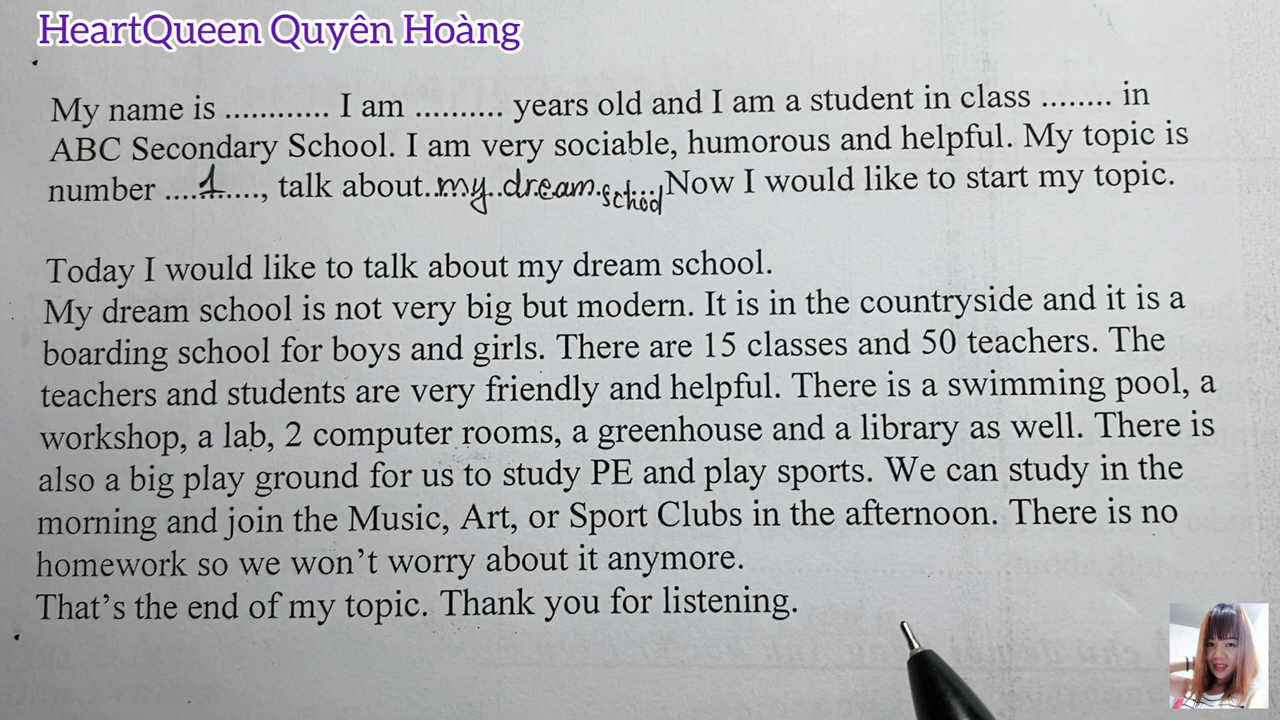 HeartQueen Quyên Hoàng
My name is ............ I am .......... years old and I am a student in class ........ in
ABC Secondary School. I am very sociable, humorous and helpful. My topic is
number ....1....., talk about..my..dream.school Now I would like to start my topic.
Today I would like to talk about my dream school.
My dream school is not very big but modern. It is in the countryside and it is a
boarding school for boys and girls. There are 15 classes and 50 teachers. The
teachers and students are very friendly and helpful. There is a swimming pool, a
workshop, a lab, 2 computer rooms, a greenhouse and a library as well. There is
also a big play ground for us to study PE and play sports. We can study in the
morning and join the Music, Art, or Sport Clubs in the afternoon. There is no
homework so we won't worry about it anymore.
That's the end of my topic. Thank you for listening.